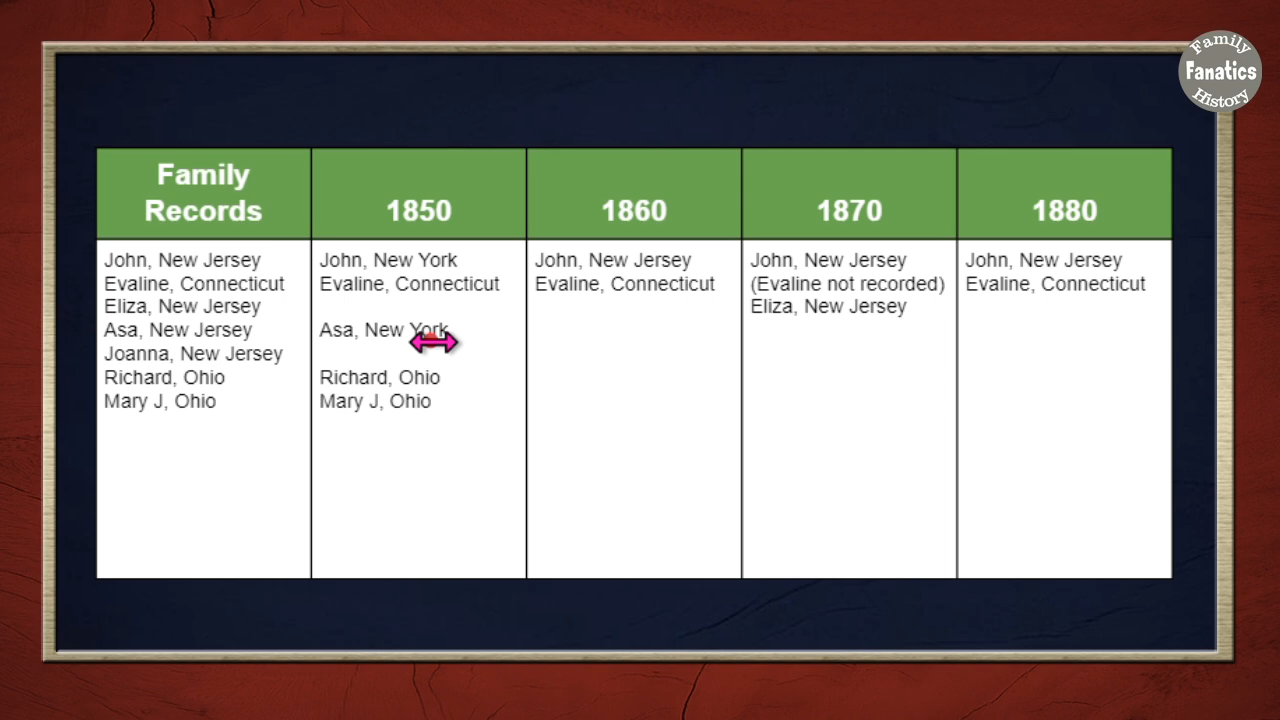 Family
Fanatics
History
Family
Records
1850
1860
1870
1880
John, New Jersey
Evaline, Connecticut
Eliza, New Jersey
Asa, New Jersey
Joanna, New Jersey
Richard, Ohio
Mary J, Ohio
John, New York
Evaline, Connecticut
Asa, New York
Richard, Ohio
Mary J, Ohio
John, New Jersey
Evaline, Connecticut
John, New Jersey
(Evaline not recorded)
Eliza, New Jersey
John, New Jersey
Evaline, Connecticut